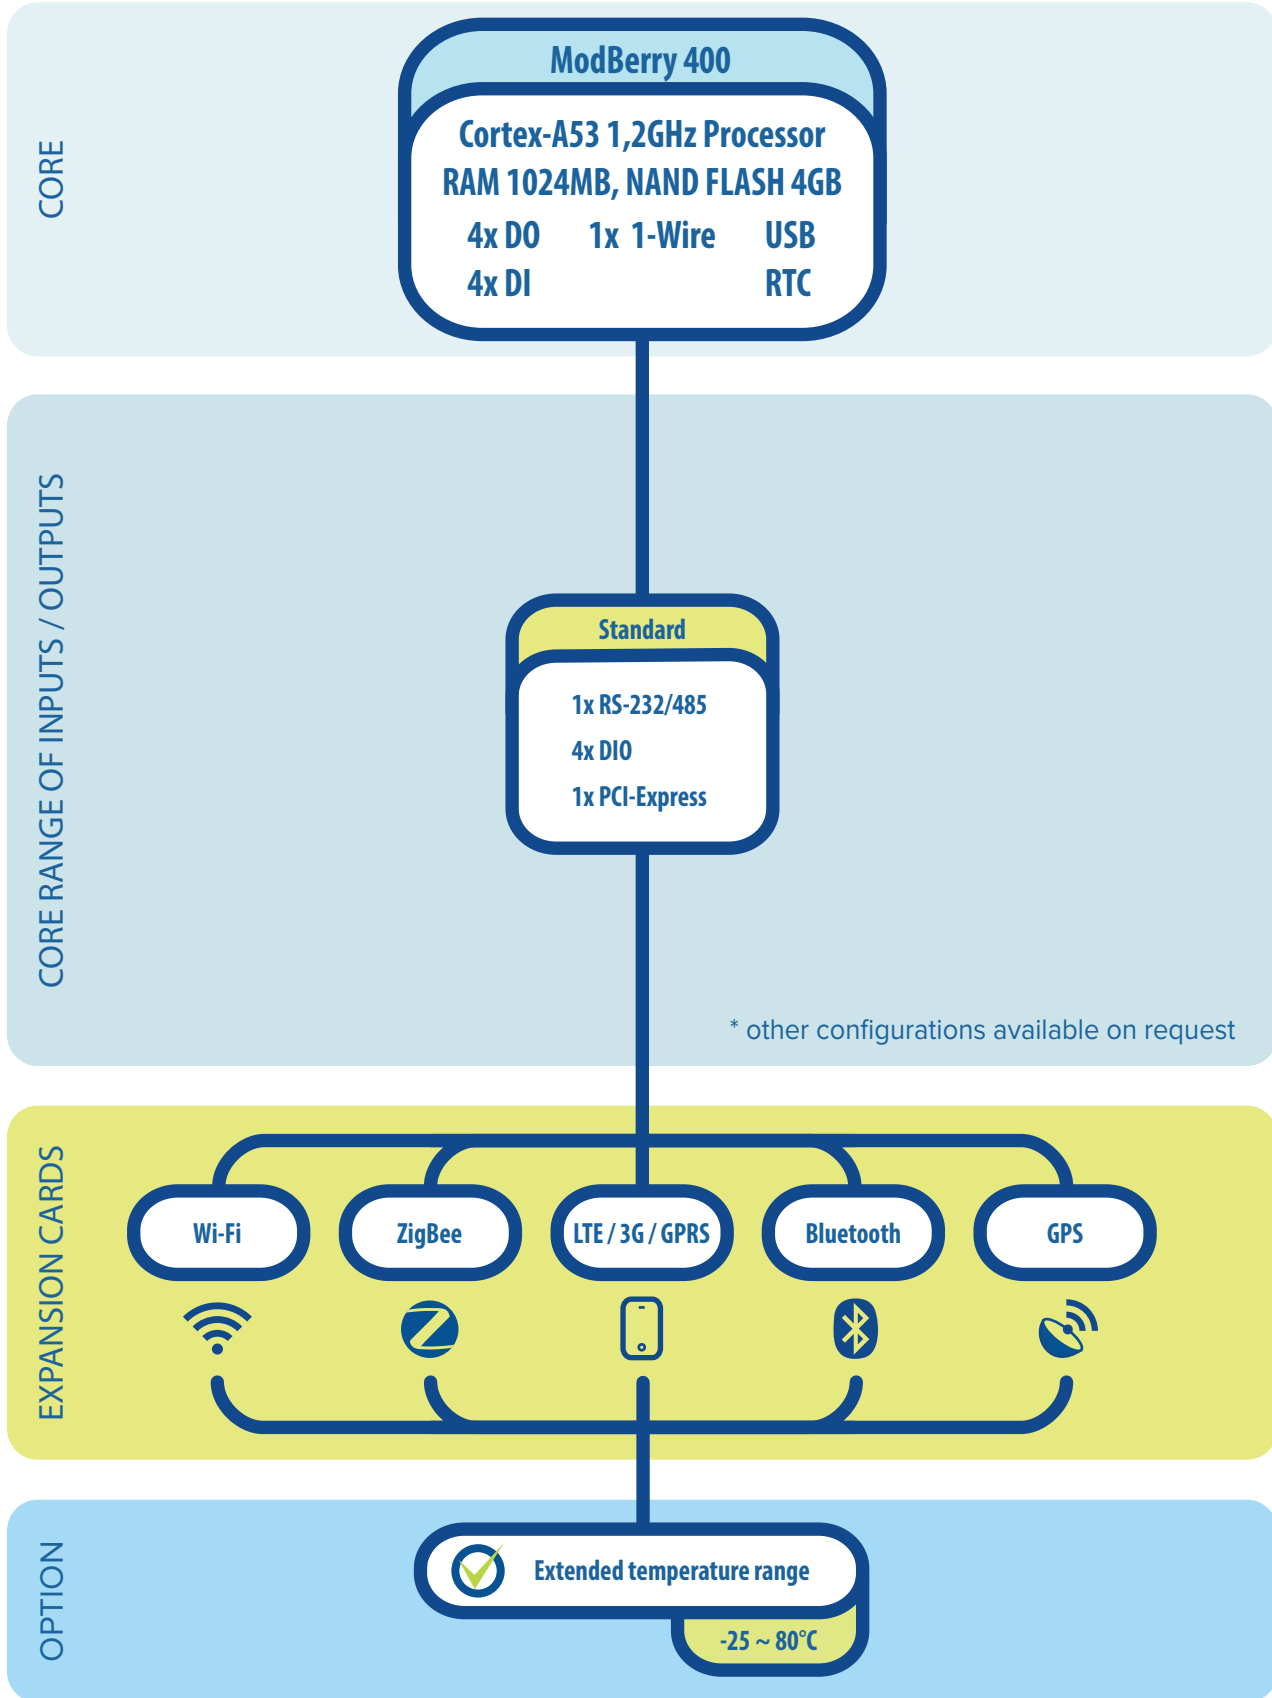 CORE
ModBerry 400
Cortex-A53 1,2GHz Processor
RAM 1024MB, NAND FLASH 4GB
4x DO 1x 1-Wire USB
4x DI RTC
CORE RANGE OF INPUTS / OUTPUTS
Standard
1x RS-232/485
4x DIO
1x PCI-Express
* other configurations available on request
EXPANSION CARDS
Wi-Fi ZigBee LTE / 3G / GPRS Bluetooth GPS
OPTION
Extended temperature range
-25 ~ 80°C